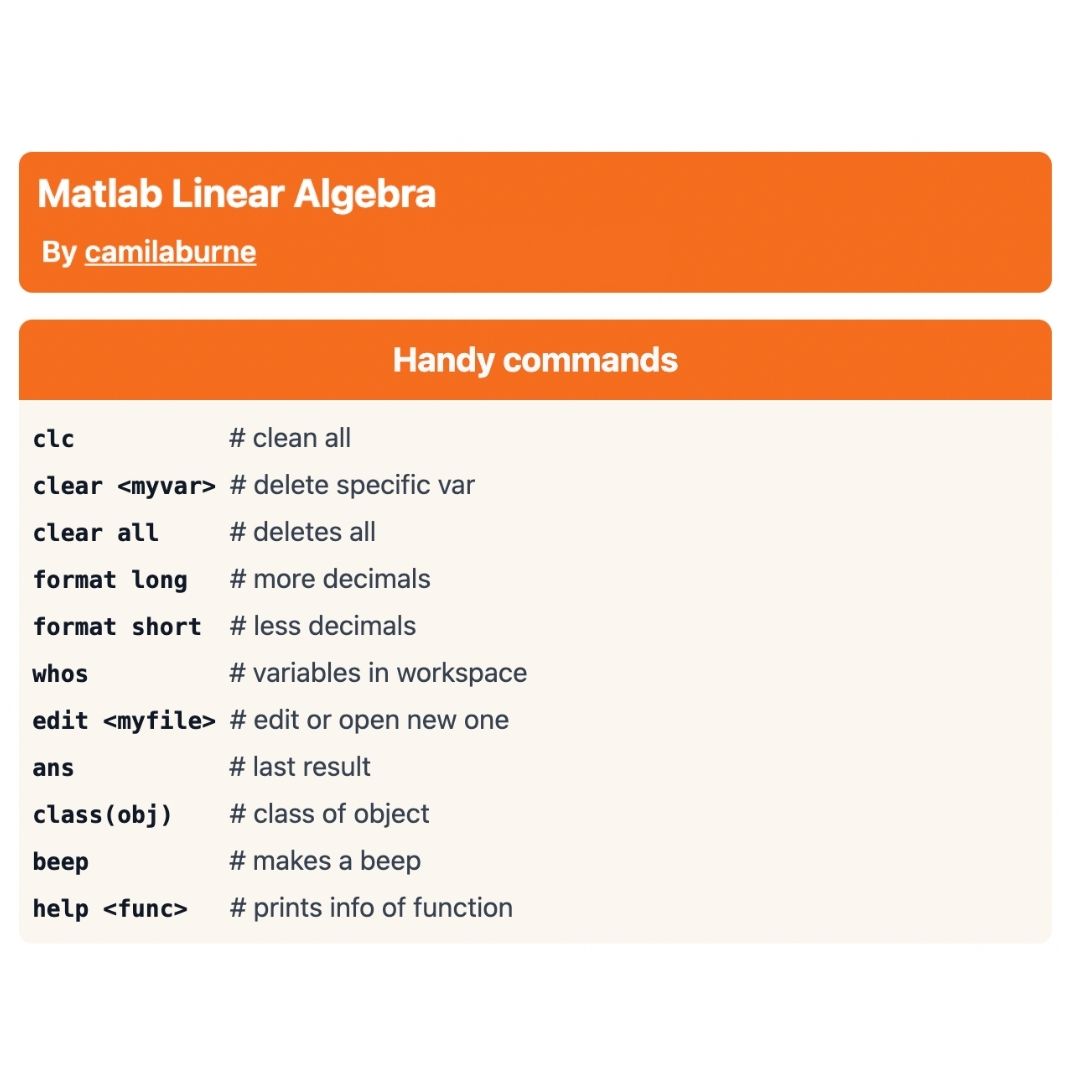 Matlab Linear Algebra
By camilaburne
Handy commands
clc # clean all
clear <myvar> # delete specific var
clear all # deletes all
format long # more decimals
format short # less decimals
whos # variables in workspace
edit <myfile> # edit or open new one
ans # last result
class(obj) # class of object
beep # makes a beep
help <func> # prints info of function